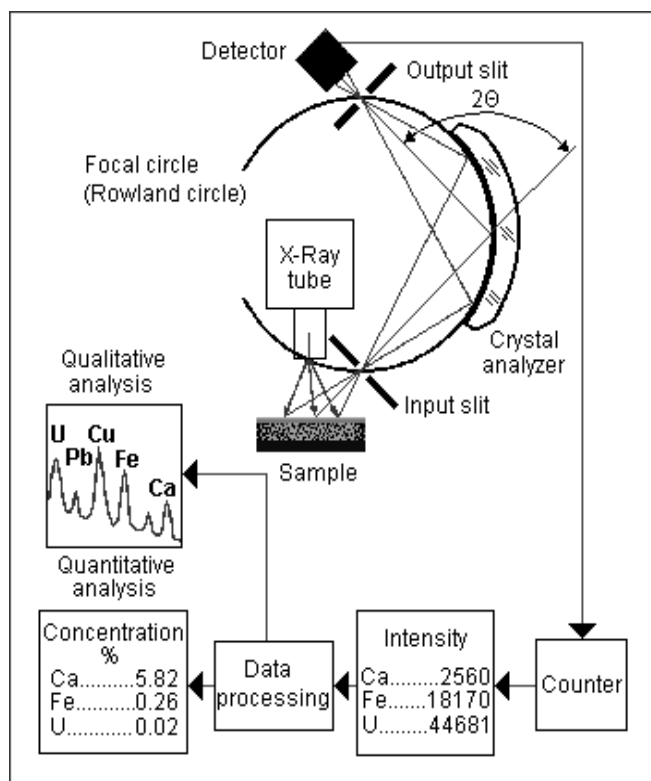 Detector
Output slit
2Θ
Focal circle
(Rowland circle)
X-Ray
tube
Crystal
analyzer
Input slit
Sample
Qualitative
analysis
U
Pb
Cu
Fe
Ca
Quantitative
analysis
Concentration
%
Ca.........5.82
Fe.........0.26
U...........0.02
Data
processing
Intensity
Ca.........2560
Fe.......18170
U........44681
Counter